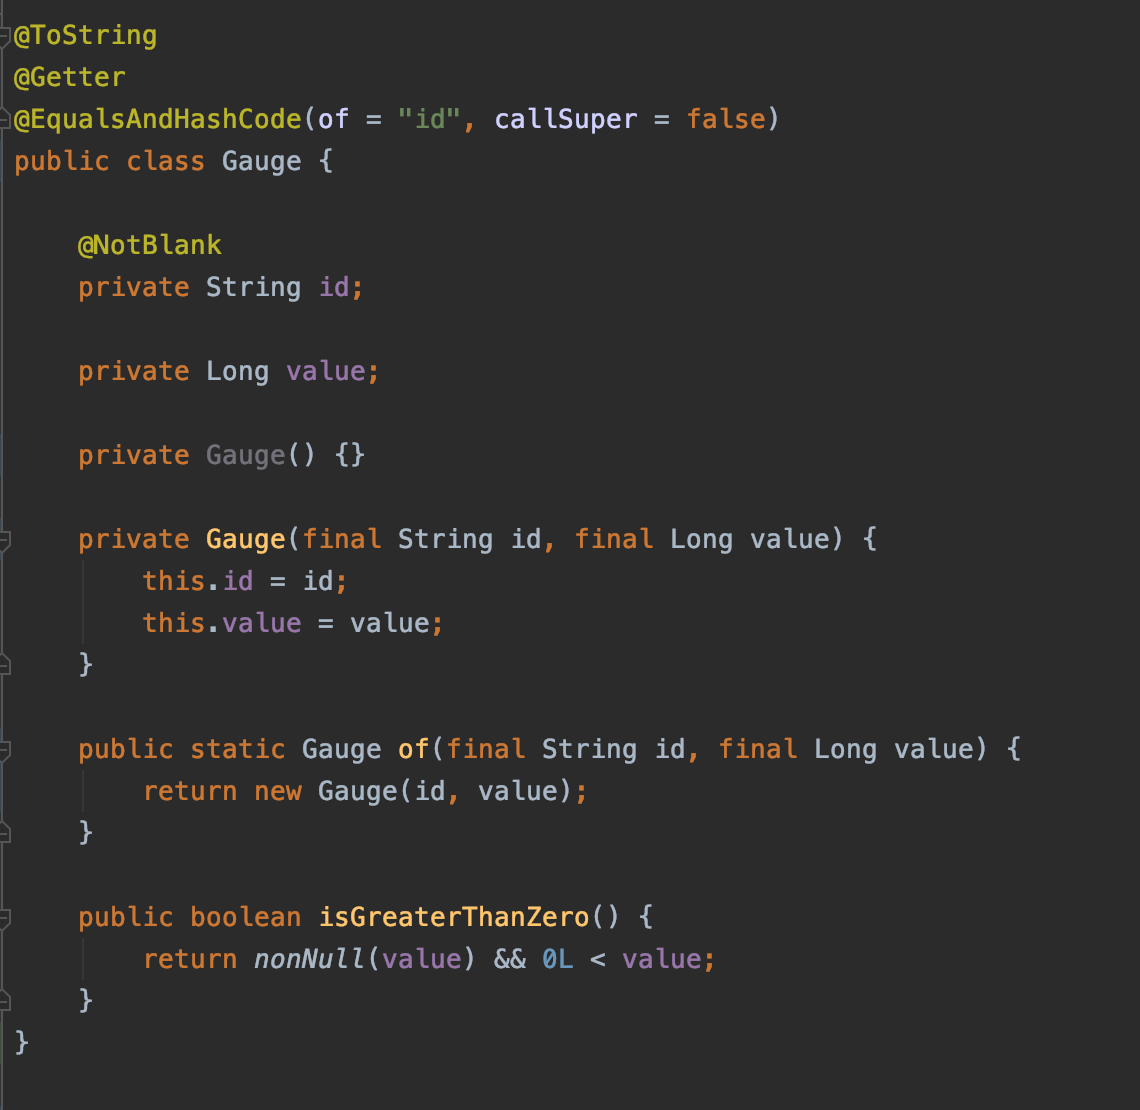 @ToString
@Getter
@EqualsAndHashCode(of = "id", callSuper = false)
public class Gauge {
@NotBlank
private String id;
private Long value;
private Gauge() {}
private Gauge(final String id, final Long value) {
this.id = id;
this.value = value;
}
public static Gauge of(final String id, final Long value) {
return new Gauge(id, value);
}
public boolean isGreaterThanZero() {
return nonNull(value) && 0L < value;
}
}